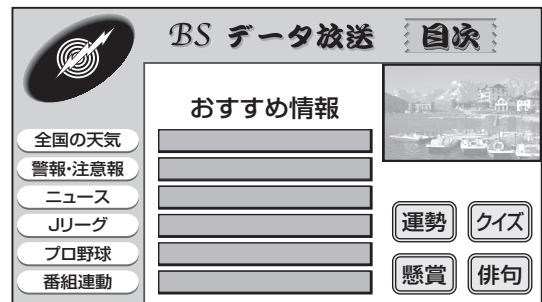 BS データ放送 目次
おすすめ情報
全国の天気
警報・注意報
ニュース
Jリーグ
プロ野球
番組連動
運勢 クイズ
懸賞 俳句